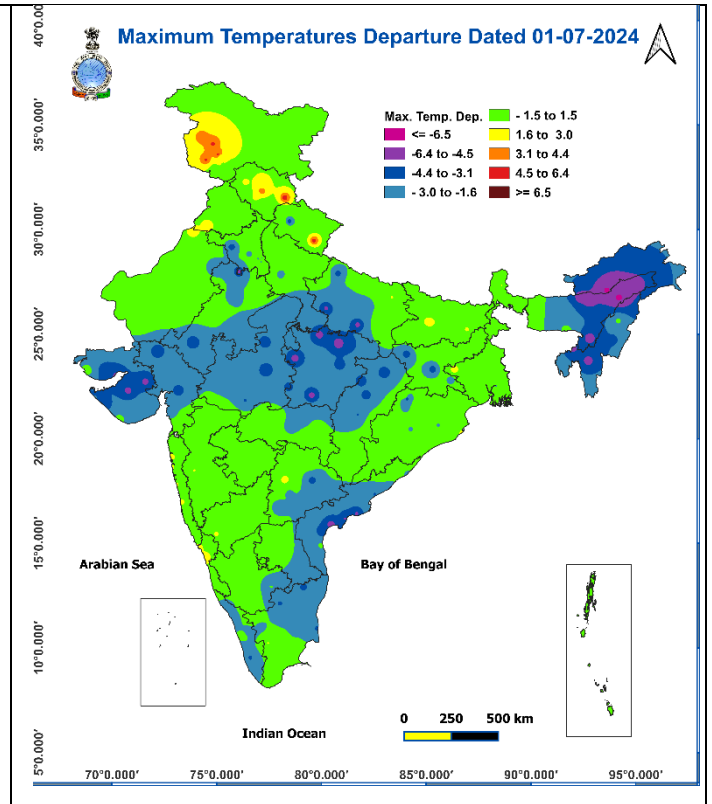 Maximum Temperatures Departure Dated 01-07-2024
Max. Temp. Dep.
<= -6.5
-6.4 to -4.5
-4.4 to -3.1
- 3.0 to -1.6
- 1.5 to 1.5
1.6 to 3.0
3.1 to 4.4
4.5 to 6.4
>= 6.5
40°0.000'
35°0.000'
30°0.000'
25°0.000'
20°0.000'
15°0.000'
10°0.000'
5°0.000'
Arabian Sea
Bay of Bengal
Indian Ocean
0 250 500 km
70°0.000' 75°0.000' 80°0.000' 85°0.000' 90°0.000' 95°0.000'